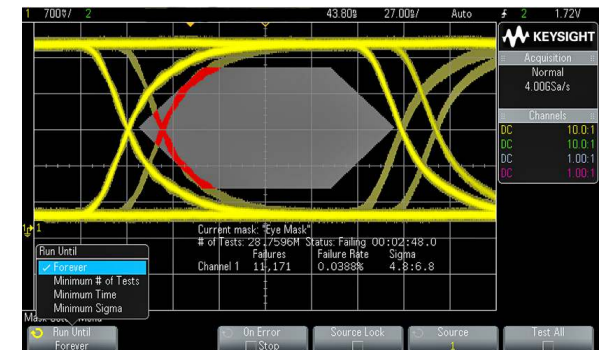 1 700♉/ 2 43.80s 27.00s/ Auto 2 1.72V
KEYSIGHT
Acquisition
Normal
4.00GSa/s
Channels
DC 10.0:1
DC 10.0:1
DC 1.00:1
DC 1.00:1
Current mask: "Eye Mask"
# of Tests: 28.7596M Status: Failing 00:02:48.0
Failures Failure Rate Sigma
Channel 1 11,171 0.0388% 4.8:6.8
Run Until
Forever
Minimum # of Tests
Minimum Time
Minimum Sigma
Run Until On Error Source Lock Source Test All
Forever Stop 1